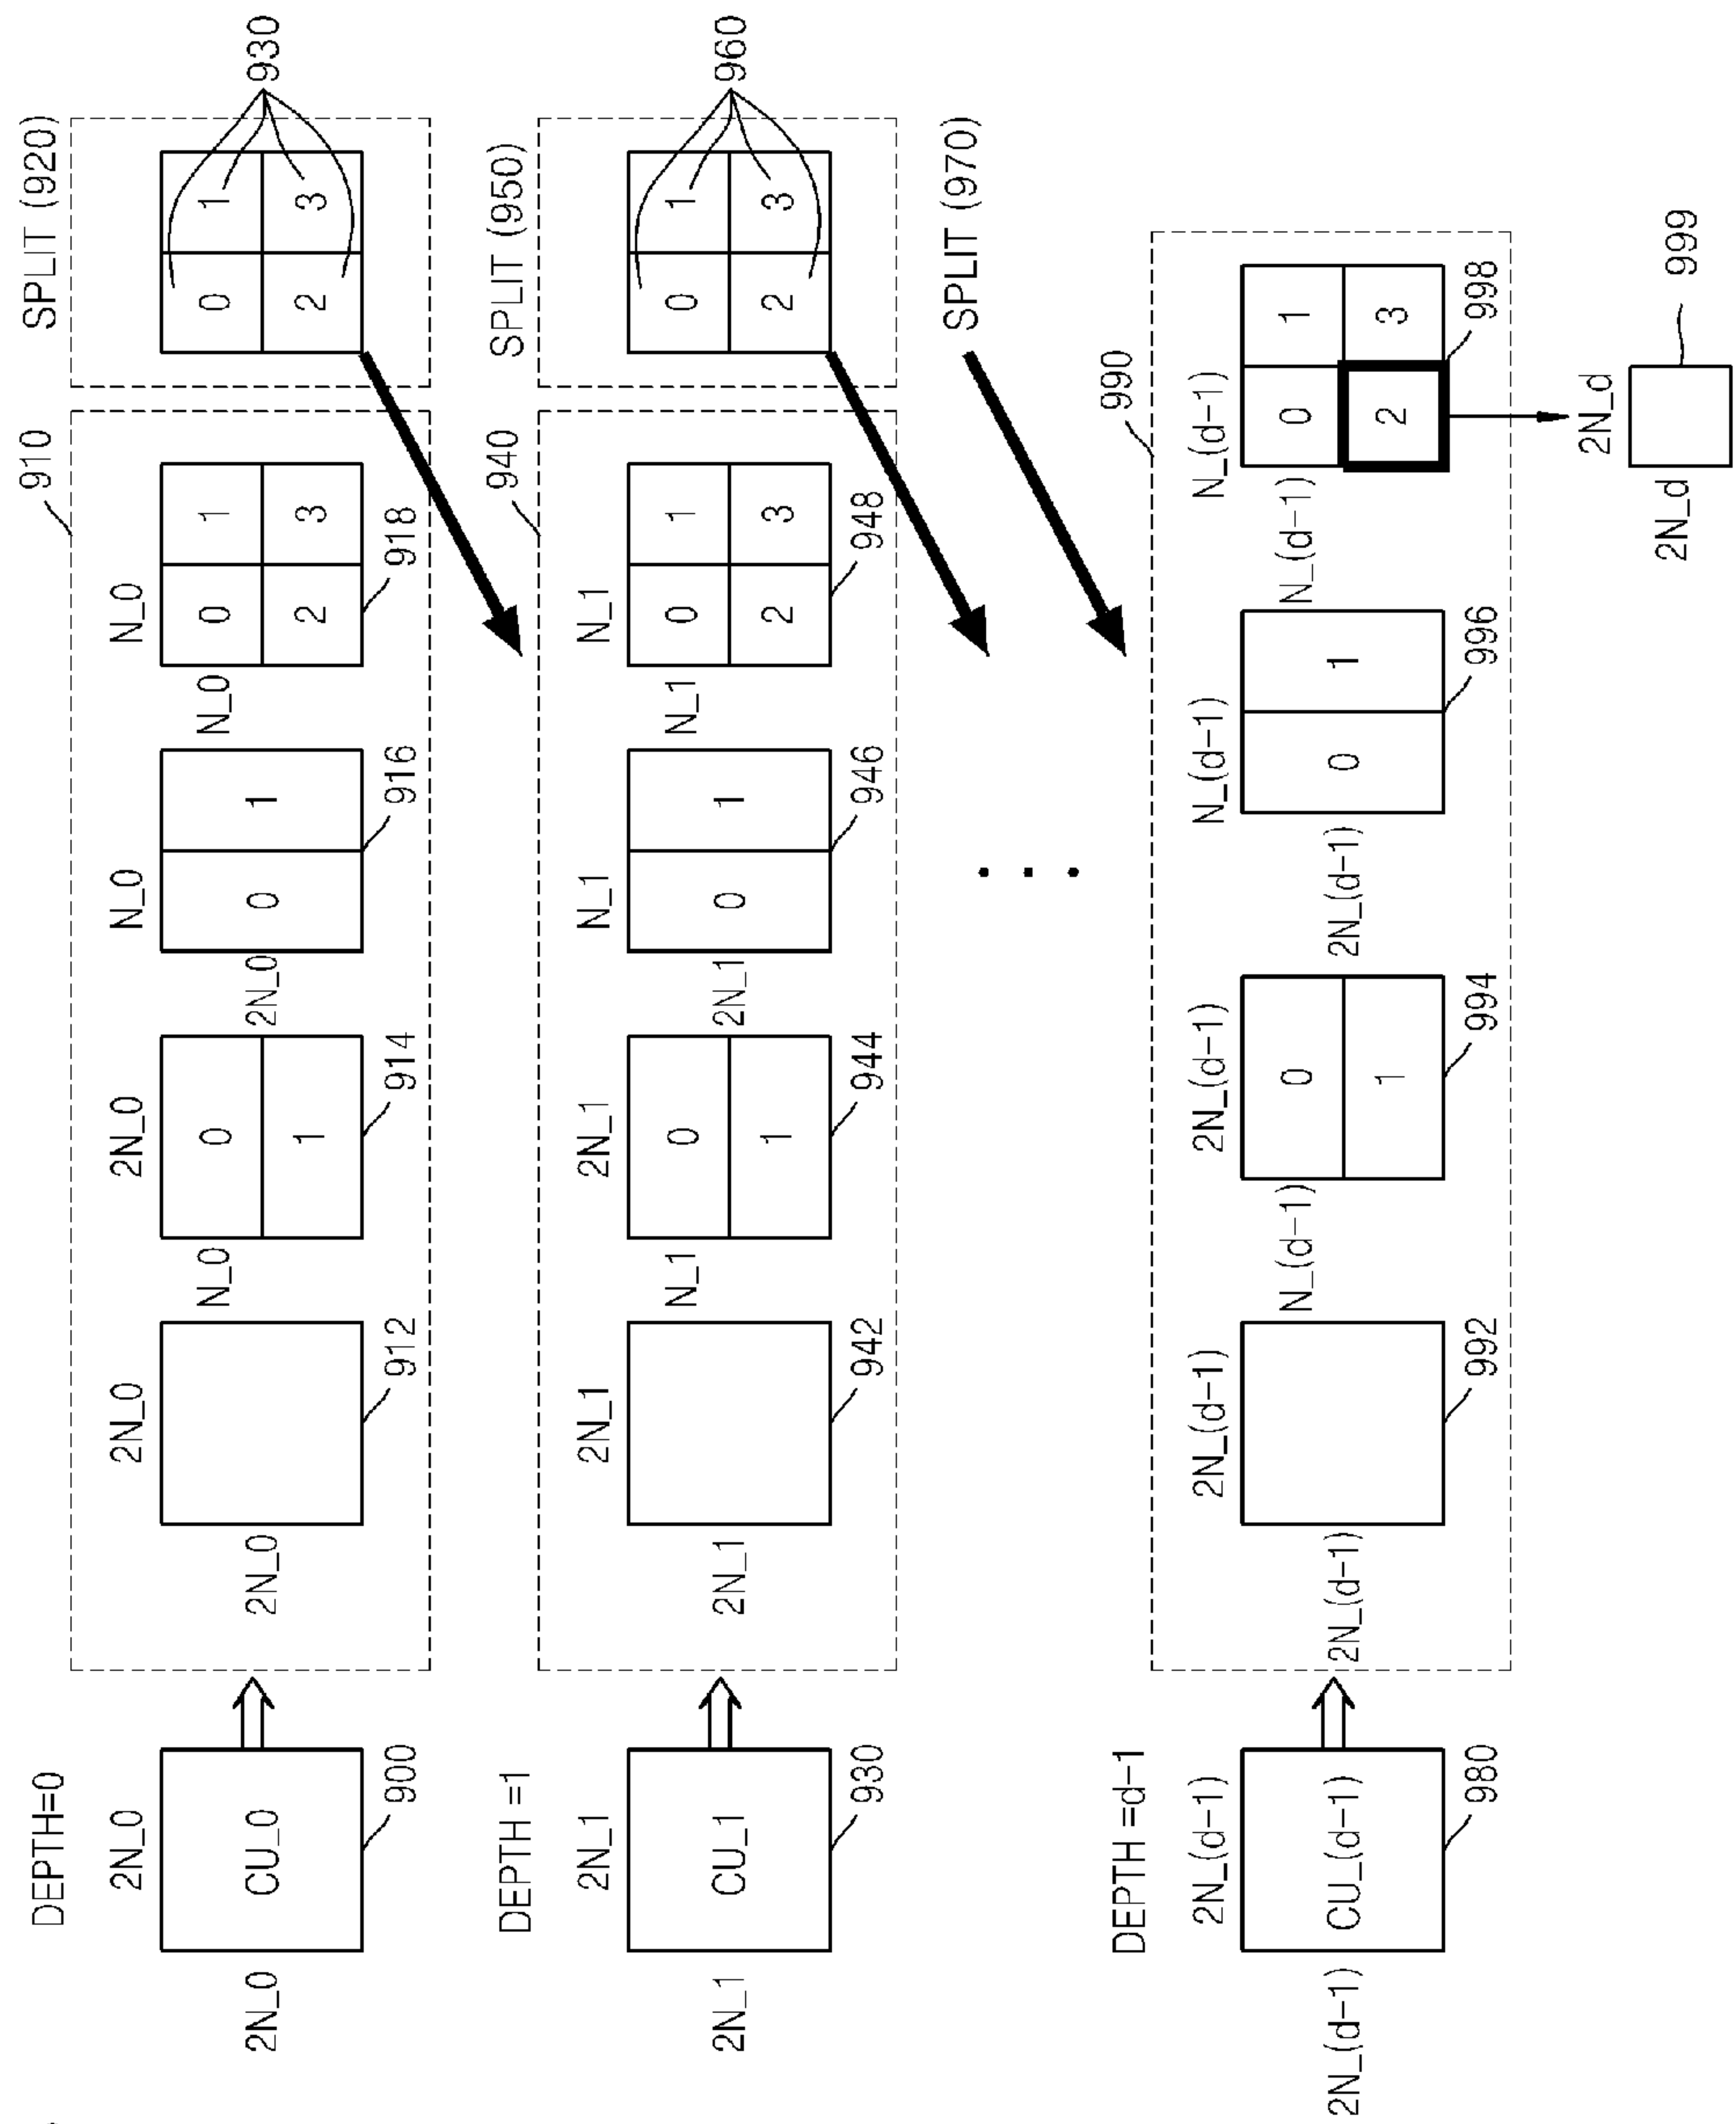 DEPTH=0
910
SPLIT (920)
2N_0
2N_0
2N_0
N_0
N_0
2N_0
CU_0
2N_0
N_0
0
1
2N_0
0
1
N_0
0
1
2
3
0
1
2
3
930
900
912
914
916
918
DEPTH =1
940
SPLIT (950)
2N_1
2N_1
2N_1
N_1
N_1
2N_1
CU_1
2N_1
N_1
0
1
2N_1
0
1
N_1
0
1
2
3
0
1
2
3
960
930
942
944
946
948
SPLIT (970)
DEPTH =d-1
990
2N_(d-1)
2N_(d-1)
2N_(d-1)
N_(d-1)
N_(d-1)
2N_(d-1)
CU_(d-1)
2N_(d-1)
N_(d-1)
0
1
2N_(d-1)
0
1
N_(d-1)
0
1
2
3
980
992
994
996
998
2N_d
2N_d
999